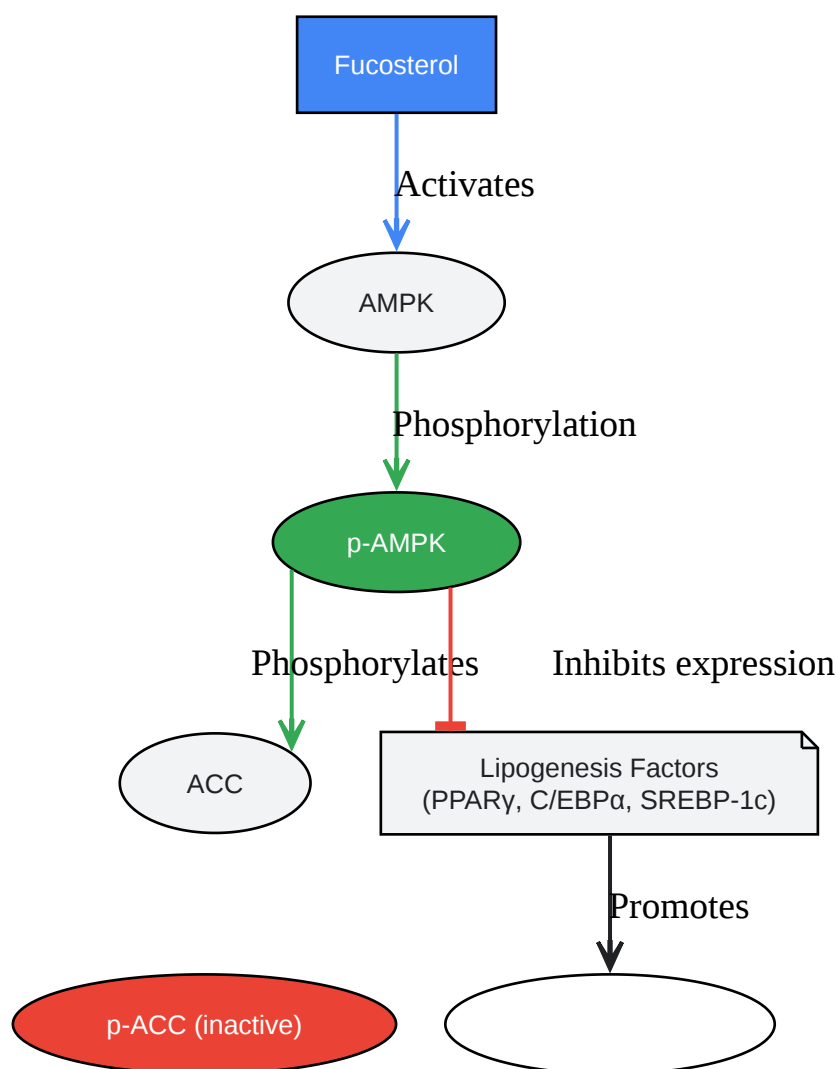 Fucosterol
Activates
AMPK
Phosphorylation
p-AMPK
Phosphorylates
Inhibits expression
ACC
Lipogenesis Factors
(PPARγ, C/EBPα, SREBP-1c)
Promotes
p-ACC (inactive)